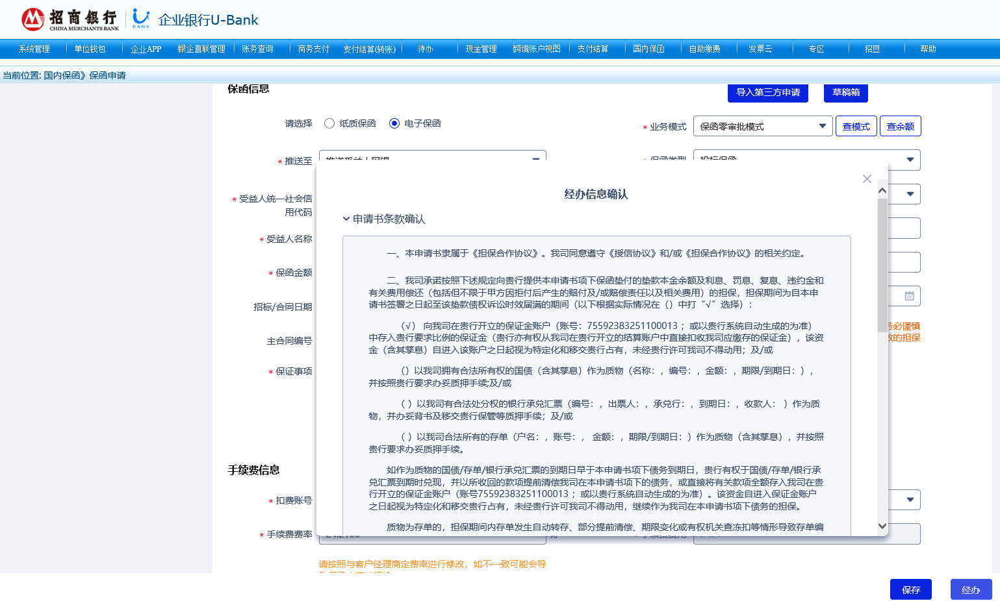 招商银行
CHINA MERCHANTS BANK
BANK
企业银行U-Bank
系统管理 单位钱包 企业APP 银企直联管理 账务查询 商务支付 支付结算(转账) 待办 现金管理 跨境账户视图 支付结算 国内保函 自助缴费 发票云 专区 招豆 帮助
当前位置: 国内保函》保函申请
保函信息
导入第三方申请 草稿箱
请选择 纸质保函 电子保函
* 业务模式 保函零审批模式 查模式 查余额
* 推送至 推送受益人网银
* 保函类型 投标保函
* 受益人统一社会信
用代码
* 受益人名称
* 保函金额
招标/合同日期
主合同编号
* 保证事项
务必谨慎
的担保
经办信息确认
申请书条款确认
一、本申请书隶属于《担保合作协议》。我司同意遵守《授信协议》和/或《担保合作协议》的相关约定。
二、我司承诺按照下述规定向贵行提供本申请书项下保函垫付的垫款本金余额及利息、罚息、复息、违约金和
有关费用偿还（包括但不限于甲方因拒付后产生的赔付及/或赔偿责任以及相关费用）的担保，担保期间为自本申
请书签署之日起至该垫款债权诉讼时效届满的期间（以下根据实际情况在（）中打“√”选择）：
（√） 向我司在贵行开立的保证金账户（账号：75592383251100013 ；或以贵行系统自动生成的为准）
中存入贵行要求比例的保证金（贵行亦有权从我司在贵行开立的结算账户中直接扣收我司应缴存的保证金），该资
金（含其孳息）自进入该账户之日起视为特定化和移交贵行占有，未经贵行许可我司不得动用；及/或
（）以我司拥有合法所有权的国债（含其孳息）作为质物（名称：，编号：，金额：，期限/到期日：），
并按照贵行要求办妥质押手续;及/或
（ ）以我司有合法处分权的银行承兑汇票（编号：，出票人：，承兑行：，到期日：，收款人： ）作为质
物，并办妥背书及移交贵行保管等质押手续；及/或
（ ）以我司合法所有的存单（户名：，账号：， 金额：，期限/到期日：）作为质物（含其孳息），并按照
贵行要求办妥质押手续。
如作为质物的国债/存单/银行承兑汇票的到期日早于本申请书项下债务到期日，贵行有权于国债/存单/银行承
兑汇票到期时兑现，并以所收回的款项提前清偿我司在本申请书项下的债务，或直接将有关款项全额存入我司在贵
行开立的保证金账户（账号75592383251100013 ；或以贵行系统自动生成的为准）。该资金自进入保证金账户
之日起视为特定化和移交贵行占有，未经贵行许可我司不得动用，继续作为我司在本申请书项下债务的担保。
质物为存单的，担保期间内存单发生自动转存、部分提前清偿、期限变化或有权机关查冻扣等情形导致存单编
手续费信息
* 扣费账号
* 手续费费率
请按照与客户经理商定费率进行修改，如不一致可能会导
保存 经办